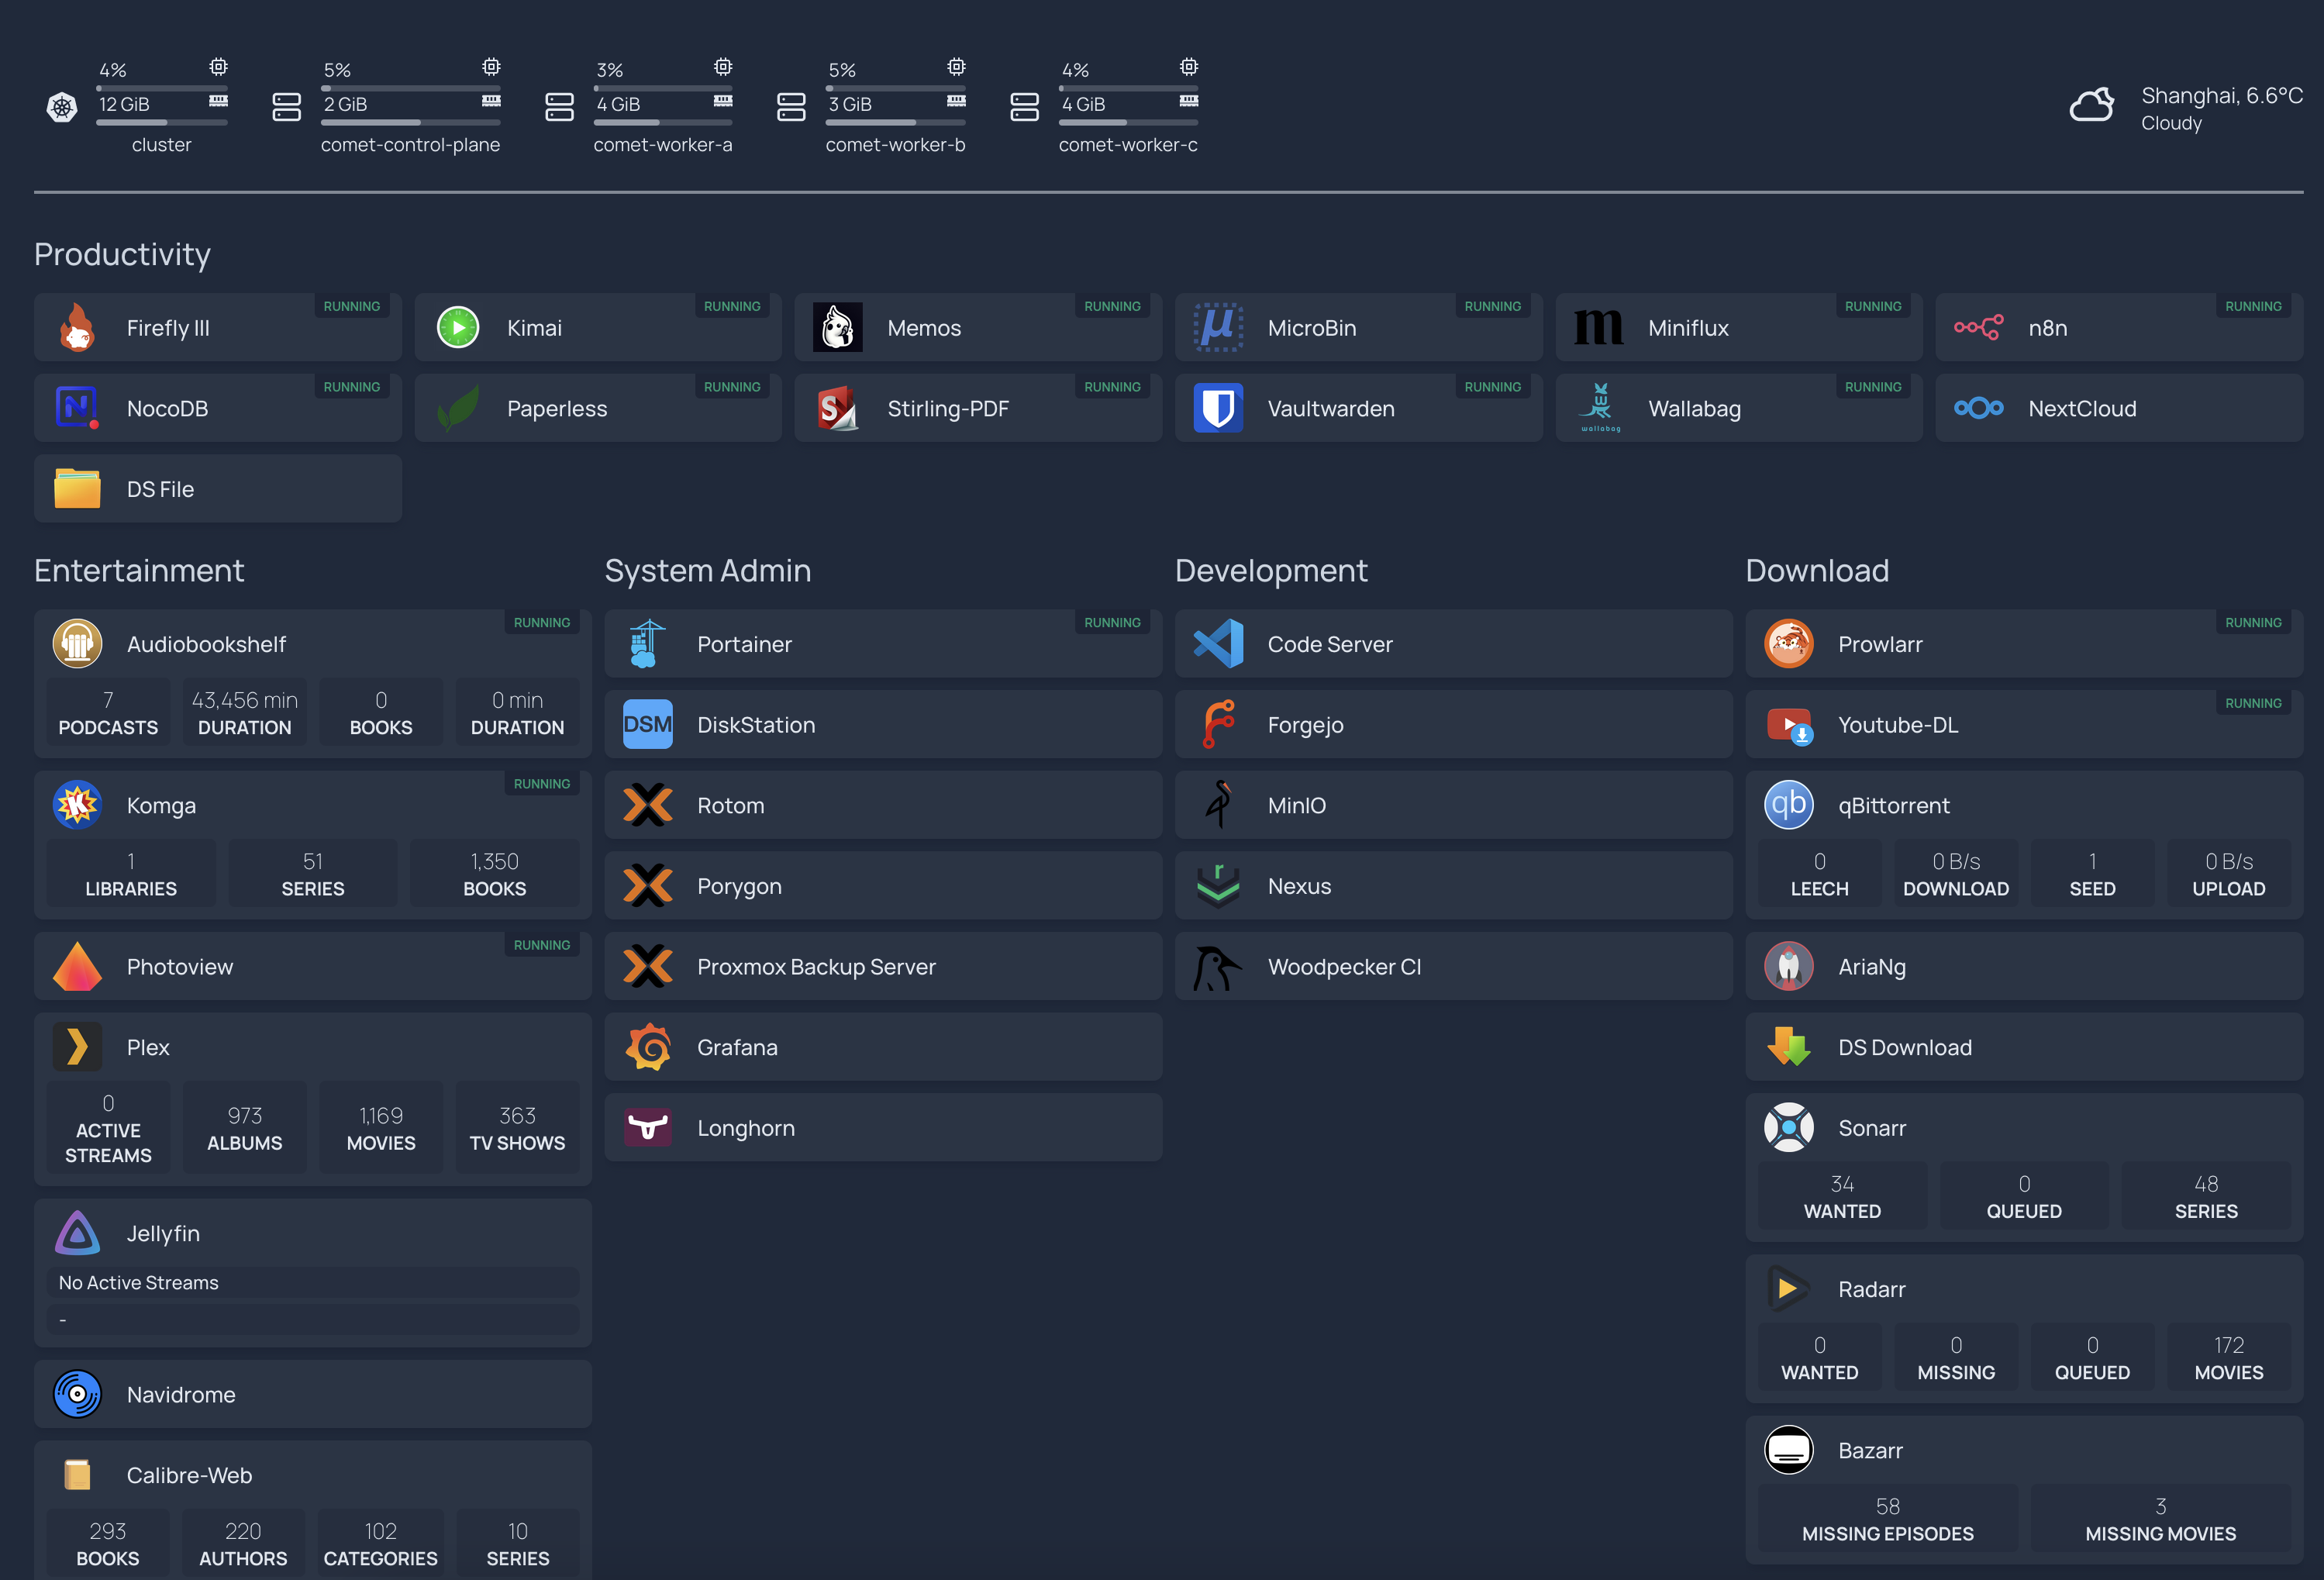 4%
12 GiB
cluster
5%
2 GiB
comet-control-plane
3%
4 GiB
comet-worker-a
5%
3 GiB
comet-worker-b
4%
4 GiB
comet-worker-c
Shanghai, 6.6°C
Cloudy
Productivity
Firefly III
RUNNING
Kimai
RUNNING
Memos
RUNNING
µ
MicroBin
RUNNING
m
Miniflux
RUNNING
n8n
RUNNING
N
NocoDB
RUNNING
Paperless
RUNNING
S
Stirling-PDF
RUNNING
Vaultwarden
RUNNING
w
wallabag
Wallabag
RUNNING
NextCloud
DS File
Entertainment
Audiobookshelf
RUNNING
7
PODCASTS
43,456 min
DURATION
0
BOOKS
0 min
DURATION
K
Komga
RUNNING
1
LIBRARIES
51
SERIES
1,350
BOOKS
Photoview
RUNNING
Plex
0
ACTIVE
STREAMS
973
ALBUMS
1,169
MOVIES
363
TV SHOWS
Jellyfin
No Active Streams
-
Navidrome
Calibre-Web
293
BOOKS
220
AUTHORS
102
CATEGORIES
10
SERIES
System Admin
Portainer
RUNNING
DSM
DiskStation
Rotom
Porygon
Proxmox Backup Server
Grafana
Longhorn
Development
Code Server
Forgejo
MinIO
r
Nexus
Woodpecker CI
Download
Prowlarr
RUNNING
Youtube-DL
RUNNING
qb
qBittorrent
0
LEECH
0 B/s
DOWNLOAD
1
SEED
0 B/s
UPLOAD
AriaNg
DS Download
Sonarr
34
WANTED
0
QUEUED
48
SERIES
Radarr
0
WANTED
0
MISSING
0
QUEUED
172
MOVIES
Bazarr
58
MISSING EPISODES
3
MISSING MOVIES